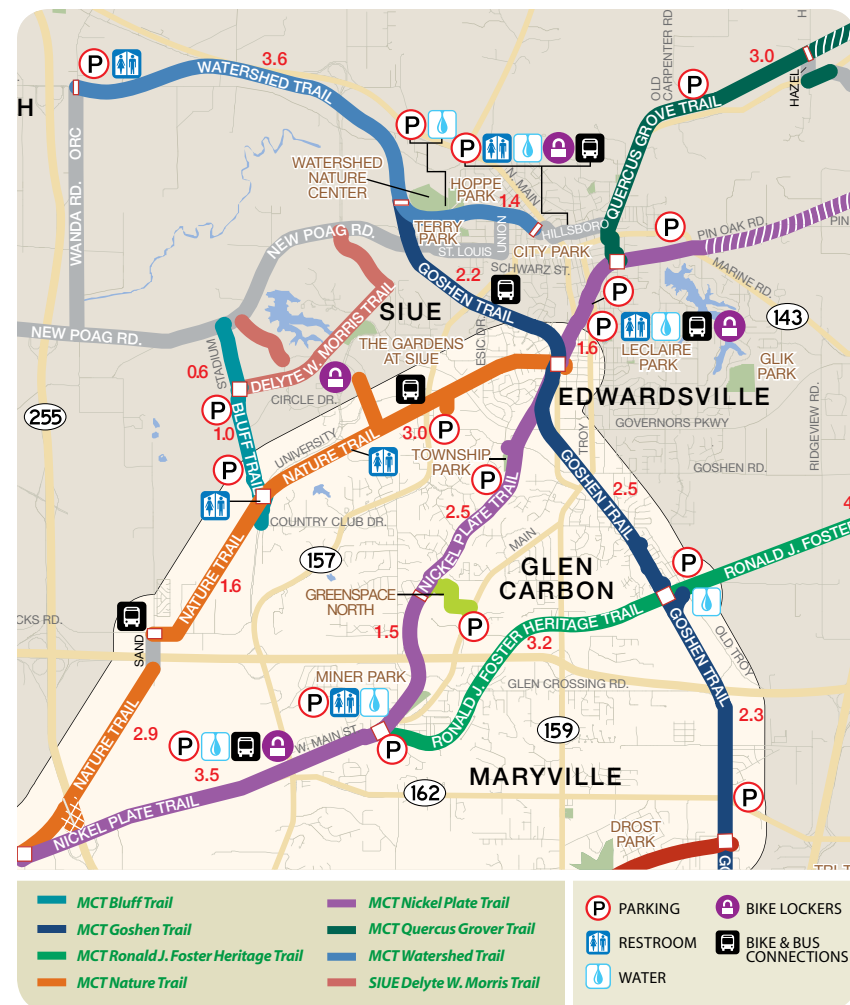 P
3.6
WATERSHED TRAIL
H
ORC
WANDA RD.
P
P
OLD
CARPENTER RD
P
3.0
H
HAZEL
QUERCUS GROVE TRAIL
WATERSHED
NATURE
CENTER
HOPPE
PARK
N. MAIN
1.4
TERRY
PARK
UNION
ST. LOUIS
HILLSBORO
CITY PARK
SCHWARZ ST.
P
PIN OAK RD.
PIN
MARINE RD.
NEW POAG RD.
NEW POAG RD.
2.2
GOSHEN TRAIL
SIUE
P
P
143
1.6
LECLAIRE
PARK
GLIK
PARK
THE GARDENS
AT SIUE
ESIC DR.
STADIUM
0.6
DELYTE W. MORRIS TRAIL
CIRCLE DR.
255
P
1.0
BLUFF TRAIL
EDWARDSVILLE
GOVERNORS PKWY
RIDGEVIEW RD.
TROY
GOSHEN RD.
UNIVERSITY
NATURE TRAIL
3.0
P
TOWNSHIP
PARK
P
P
COUNTRY CLUB DR.
2.5
NICKEL PLATE TRAIL
GOSHEN TRAIL
2.5
MAIN
157
GLEN
CARBON
P
4
RONALD J. FOSTER
NATURE TRAIL
1.6
GREENSPACE
NORTH
P
CKS RD.
SAND
1.5
RONALD J. FOSTER HERITAGE TRAIL
3.2
GOSHEN TRAIL
OLD TROY
MINER PARK
P
GLEN CROSSING RD.
NATURE TRAIL
2.9
P
W. MAIN ST.
P
3.5
159
2.3
MARYVILLE
162
P
NICKEL PLATE TRAIL
DROST
PARK
GO
MCT Bluff Trail
MCT Goshen Trail
MCT Ronald J. Foster Heritage Trail
MCT Nature Trail
MCT Nickel Plate Trail
MCT Quercus Grover Trail
MCT Watershed Trail
SIUE Delyte W. Morris Trail
P PARKING
RESTROOM
WATER
BIKE LOCKERS
BIKE & BUS
CONNECTIONS